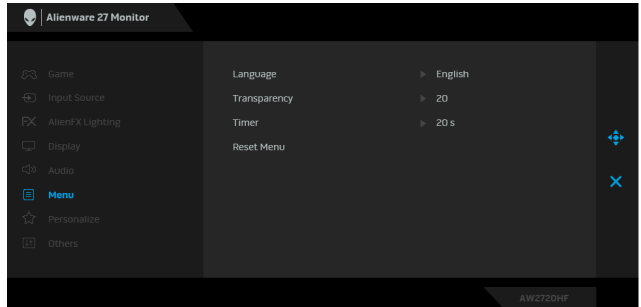 Alienware 27 Monitor
Game
Input Source
AlienFX Lighting
Display
Audio
Menu
Personalize
Others
Language English
Transparency 20
Timer 20 s
Reset Menu
AW2720HF